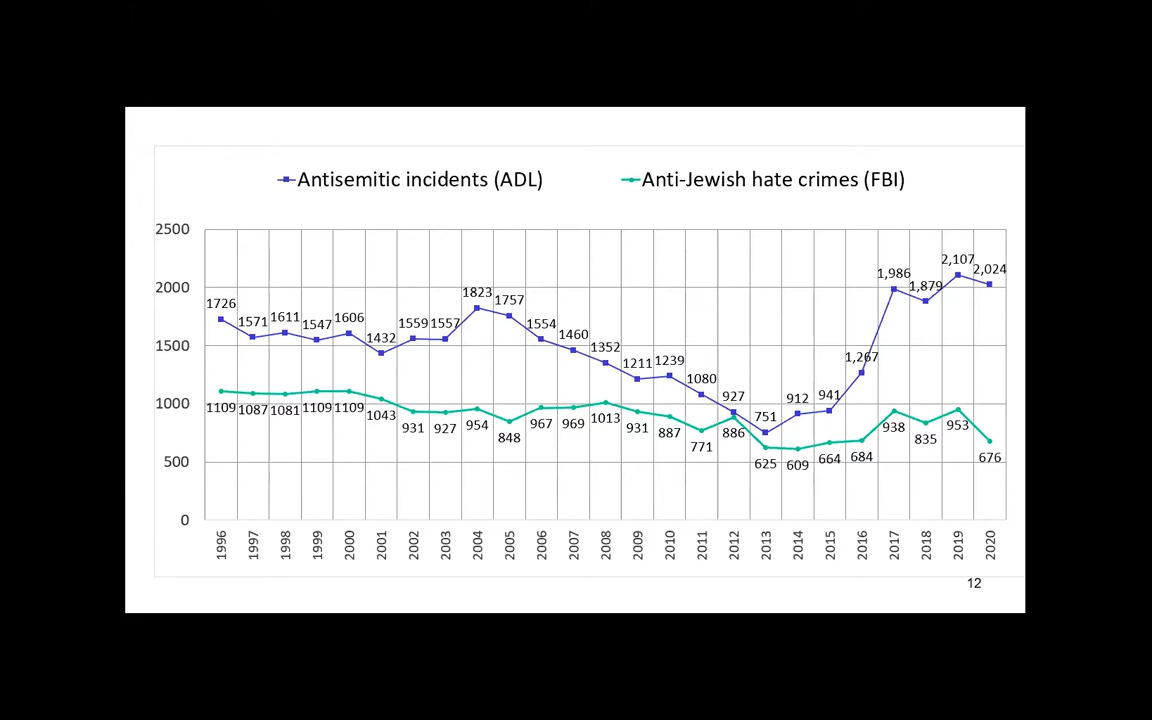 Antisemitic incidents (ADL) Anti-Jewish hate crimes (FBI)
2500
2000
1500
1000
500
0
1726 1571 1611 1547 1606 1432 1559 1557 1823 1757 1554 1460 1352 1211 1239 1080 927 751 912 941 1,267 1,986 1,879 2,107 2,024
1109 1087 1081 1109 1109 1043 931 927 954 848 967 969 1013 931 887 771 886 625 609 664 684 938 835 953 676
1996 1997 1998 1999 2000 2001 2002 2003 2004 2005 2006 2007 2008 2009 2010 2011 2012 2013 2014 2015 2016 2017 2018 2019 2020
12